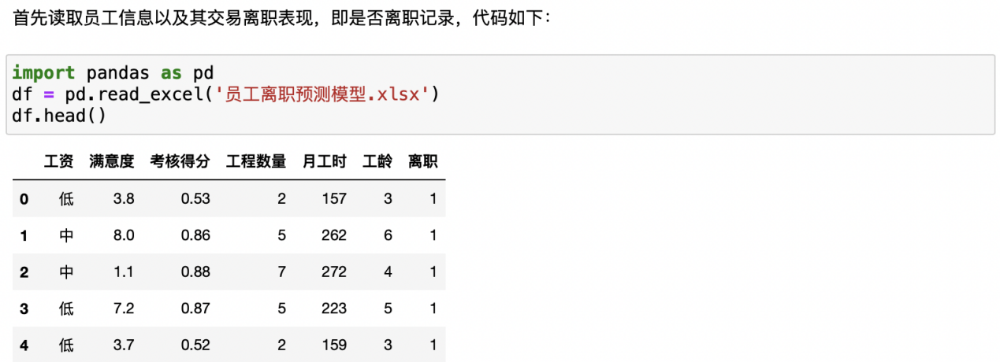 首先读取员工信息以及其交易离职表现，即是否离职记录，代码如下：
import pandas as pd
df = pd.read_excel('员工离职预测模型.xlsx')
df.head()
工资 满意度 考核得分 工程数量 月工时 工龄 离职
0 低 3.8 0.53 2 157 3 1
1 中 8.0 0.86 5 262 6 1
2 中 1.1 0.88 7 272 4 1
3 低 7.2 0.87 5 223 5 1
4 低 3.7 0.52 2 159 3 1